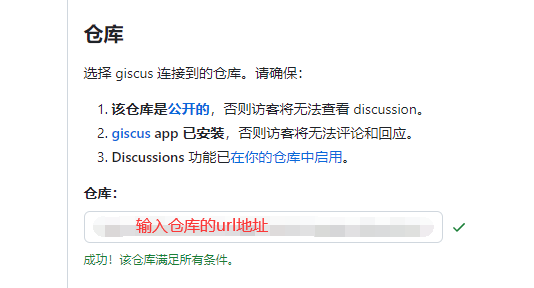 仓库
选择 giscus 连接到的仓库。请确保：
1. 该仓库是公开的，否则访客将无法查看 discussion。
2. giscus app 已安装，否则访客将无法评论和回应。
3. Discussions 功能已在你的仓库中启用。
仓库：
输入仓库的url地址
成功！该仓库满足所有条件。